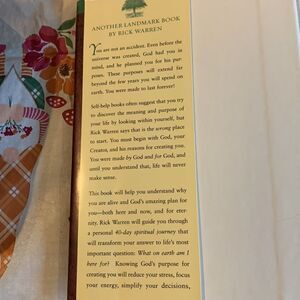 ANOTHER LANDMARK BOOK
BY RICK WARREN
You are not an accident. Even before the
universe was created, God had you in
mind, and he planned you for his pur-
poses. These purposes will extend far
beyond the few years you will spend on
earth. You were made to last forever!
Self-help books often suggest that you try
to discover the meaning and purpose of
your life by looking within yourself, but
Rick Warren says that is the wrong place
to start. You must begin with God, your
Creator, and his reasons for creating you.
You were made by God and for God, and
until you understand that, life will never
make sense.
This book will help you understand why
you are alive and God's amazing plan for
you—both here and now, and for eter-
nity. Rick Warren will guide you through
a personal 40-day spiritual journey that
will transform your answer to life's most
important question: What on earth am I
here for? Knowing God's purpose for
creating you will reduce your stress, focus
your energy, simplify your decisions,